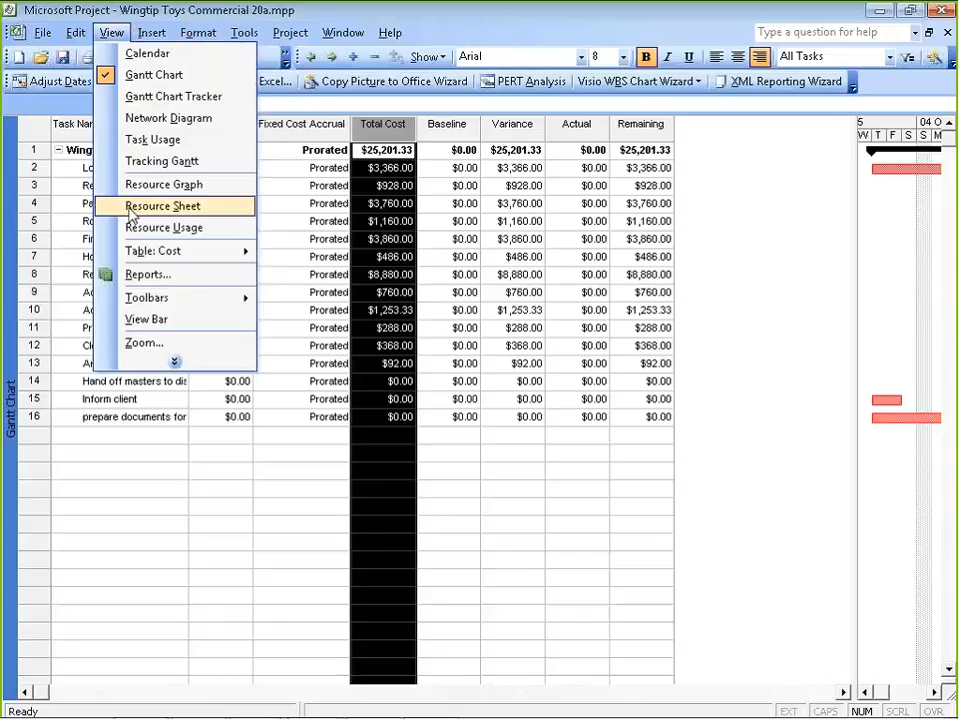 Microsoft Project - Wingtip Toys Commercial 20a.mpp
File Edit View Insert Format Tools Project Window Help Type a question for help
Show Arial 8 B I U All Tasks
Adjust Dates Excel... Copy Picture to Office Wizard PERT Analysis Visio WBS Chart Wizard XML Reporting Wizard
Calendar
Gantt Chart
Gantt Chart Tracker
Network Diagram
Task Usage
Tracking Gantt
Resource Graph
Resource Sheet
Resource Usage
Table: Cost
Reports...
Toolbars
View Bar
Zoom...
Task Nam Fixed Cost Accrual Total Cost Baseline Variance Actual Remaining 5 04 O
W T F S S M
1 Wingt Prorated $25,201.33 $0.00 $25,201.33 $0.00 $25,201.33
2 Lo Prorated $3,366.00 $0.00 $3,366.00 $0.00 $3,366.00
3 Re Prorated $928.00 $0.00 $928.00 $0.00 $928.00
4 Pa Prorated $3,760.00 $0.00 $3,760.00 $0.00 $3,760.00
5 Ro Prorated $1,160.00 $0.00 $1,160.00 $0.00 $1,160.00
6 Fir Prorated $3,860.00 $0.00 $3,860.00 $0.00 $3,860.00
7 Ho Prorated $486.00 $0.00 $486.00 $0.00 $486.00
8 Re Prorated $8,880.00 $0.00 $8,880.00 $0.00 $8,880.00
9 Ac Prorated $760.00 $0.00 $760.00 $0.00 $760.00
10 Ac Prorated $1,253.33 $0.00 $1,253.33 $0.00 $1,253.33
11 Pr Prorated $288.00 $0.00 $288.00 $0.00 $288.00
12 Cl Prorated $368.00 $0.00 $368.00 $0.00 $368.00
13 Ar Prorated $92.00 $0.00 $92.00 $0.00 $92.00
14 Hand off masters to dis $0.00 Prorated $0.00 $0.00 $0.00 $0.00 $0.00
15 Inform client $0.00 Prorated $0.00 $0.00 $0.00 $0.00 $0.00
16 prepare documents for $0.00 Prorated $0.00 $0.00 $0.00 $0.00 $0.00
Gantt Chart
Ready EXT CAPS NUM SCRL OVR